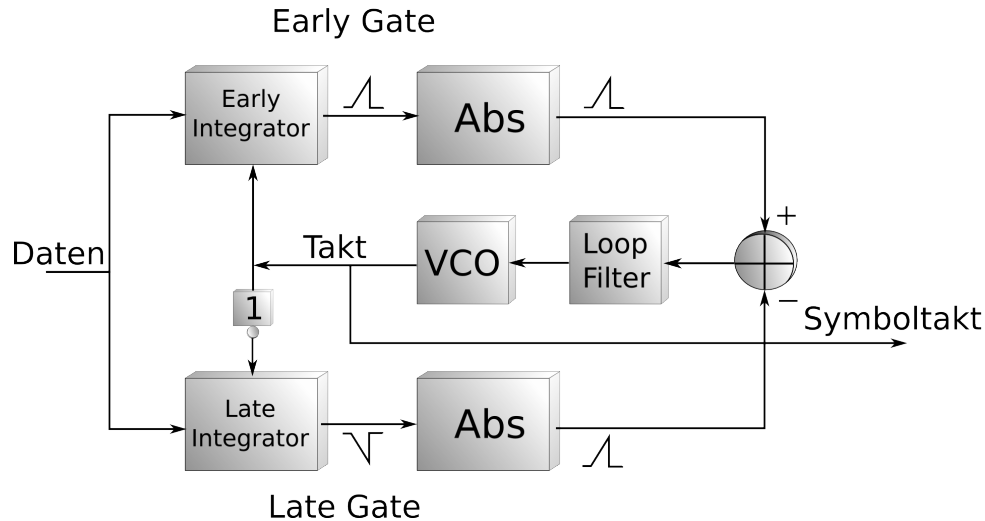 Early Gate
Early
Integrator
Abs
+
Daten
Takt
VCO
Loop
Filter
−
1
Symboltakt
Late
Integrator
Abs
Late Gate